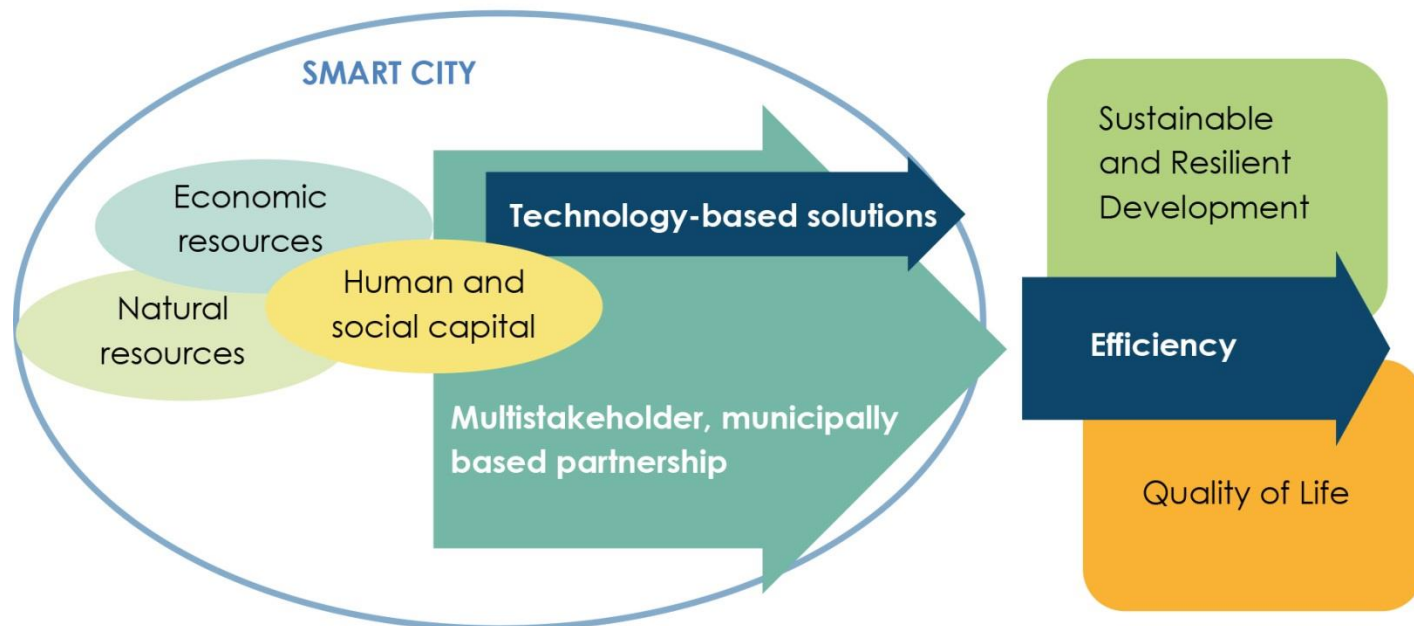 SMART CITY
Economic
resources
Natural
resources
Human and
social capital
Technology-based solutions
Multistakeholder, municipally
based partnership
Sustainable
and Resilient
Development
Efficiency
Quality of Life